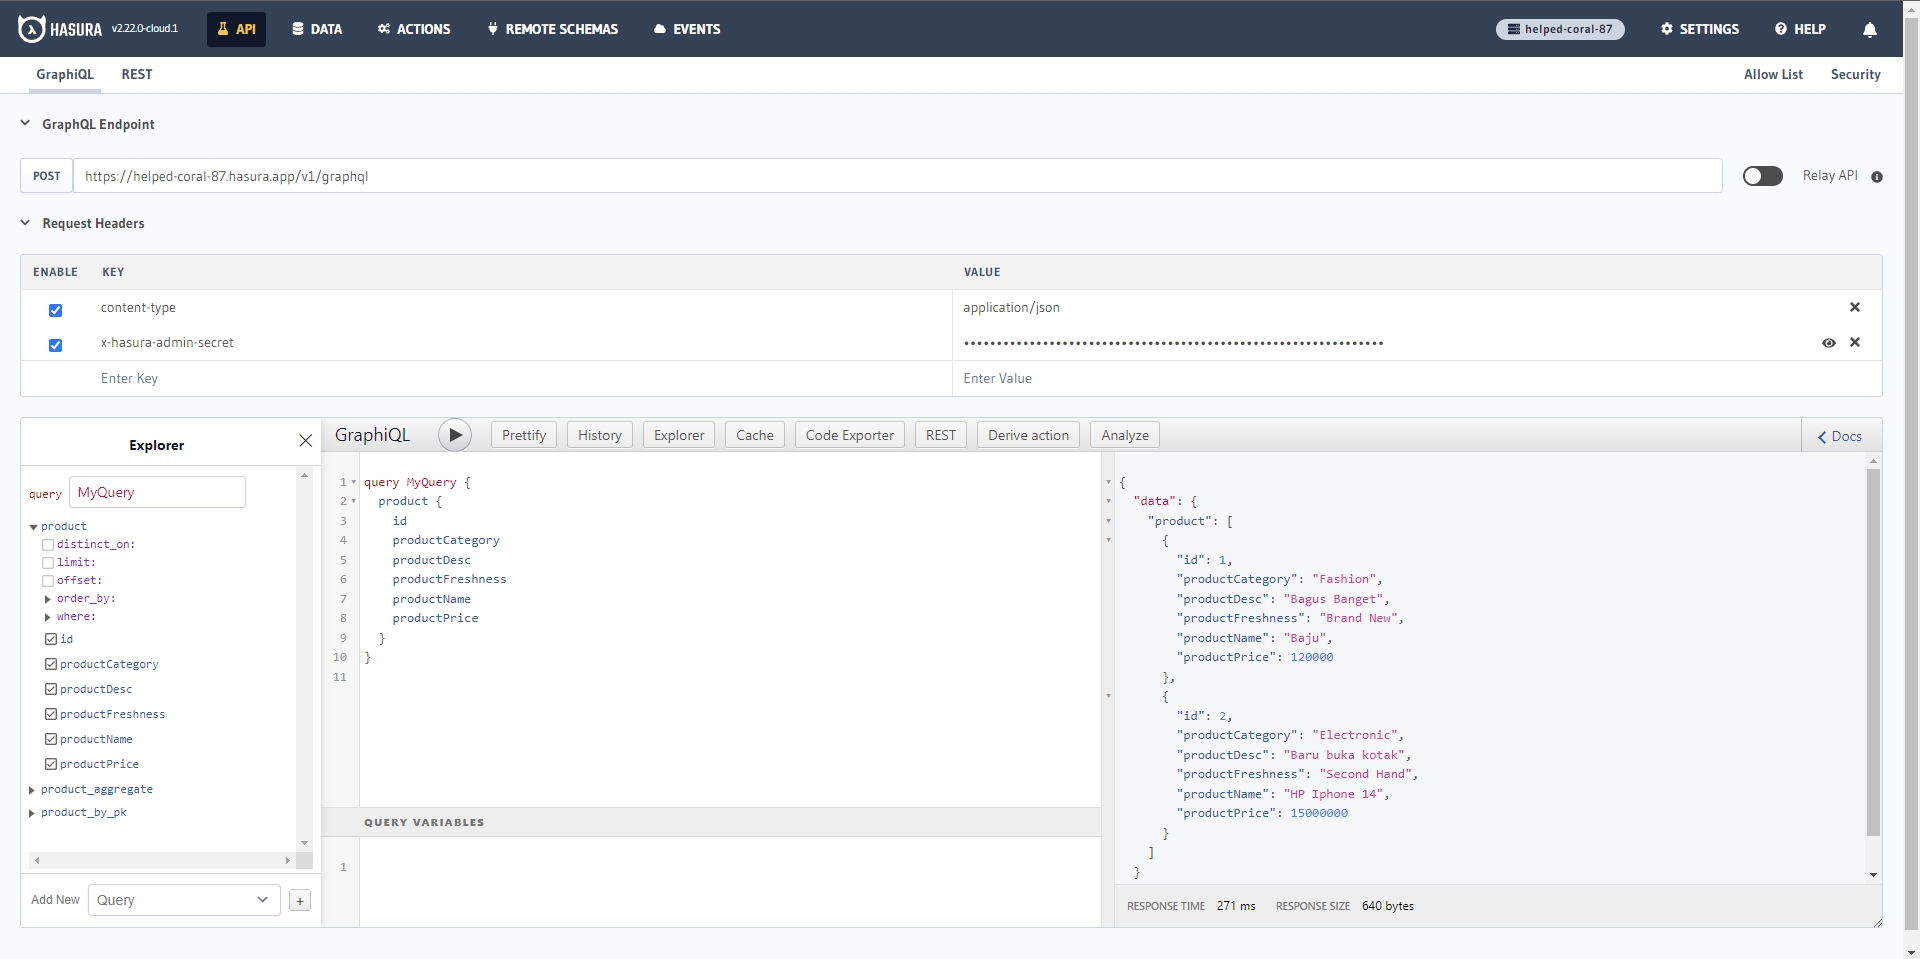 HASURA v2.22.0-cloud.1 API DATA ACTIONS REMOTE SCHEMAS EVENTS helped-coral-87 SETTINGS HELP
GraphiQL REST Allow List Security
GraphQL Endpoint
POST https://helped-coral-87.hasura.app/v1/graphql Relay API
Request Headers
ENABLE KEY VALUE
content-type application/json
x-hasura-admin-secret ••••••••••••••••••••••••••••••••••••••••••••••••••••••••••••••••
Enter Key Enter Value
Explorer
query MyQuery
product
distinct_on:
limit:
offset:
order_by:
where:
id
productCategory
productDesc
productFreshness
productName
productPrice
product_aggregate
product_by_pk
Add New Query +
GraphiQL Prettify History Explorer Cache Code Exporter REST Derive action Analyze Docs
1 query MyQuery {
2 product {
3 id
4 productCategory
5 productDesc
6 productFreshness
7 productName
8 productPrice
9 }
10 }
11
QUERY VARIABLES
1
{
"data": {
"product": [
{
"id": 1,
"productCategory": "Fashion",
"productDesc": "Bagus Banget",
"productFreshness": "Brand New",
"productName": "Baju",
"productPrice": 120000
},
{
"id": 2,
"productCategory": "Electronic",
"productDesc": "Baru buka kotak",
"productFreshness": "Second Hand",
"productName": "HP Iphone 14",
"productPrice": 15000000
}
]
}
RESPONSE TIME 271 ms RESPONSE SIZE 640 bytes